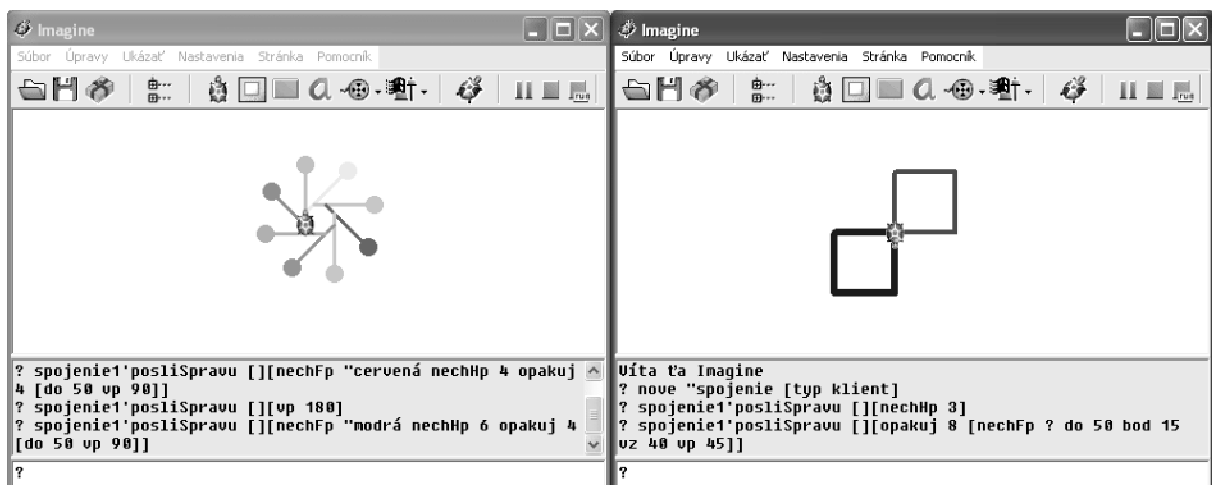 Imagine
Súbor Úpravy Ukázať Nastavenia Stránka Pomocník
? spojenie1'posliSpravu [][nechFp "cervená nechHp 4 opakuj
4 [do 50 vp 90]]
? spojenie1'posliSpravu [][vp 180]
? spojenie1'posliSpravu [][nechFp "modrá nechHp 6 opakuj 4
[do 50 vp 90]]
?
Imagine
Súbor Úpravy Ukázať Nastavenia Stránka Pomocník
Víta ťa Imagine
? nove "spojenie [typ klient]
? spojenie1'posliSpravu [][nechHp 3]
? spojenie1'posliSpravu [][opakuj 8 [nechFp ? do 50 bod 15
vz 40 vp 45]]
?